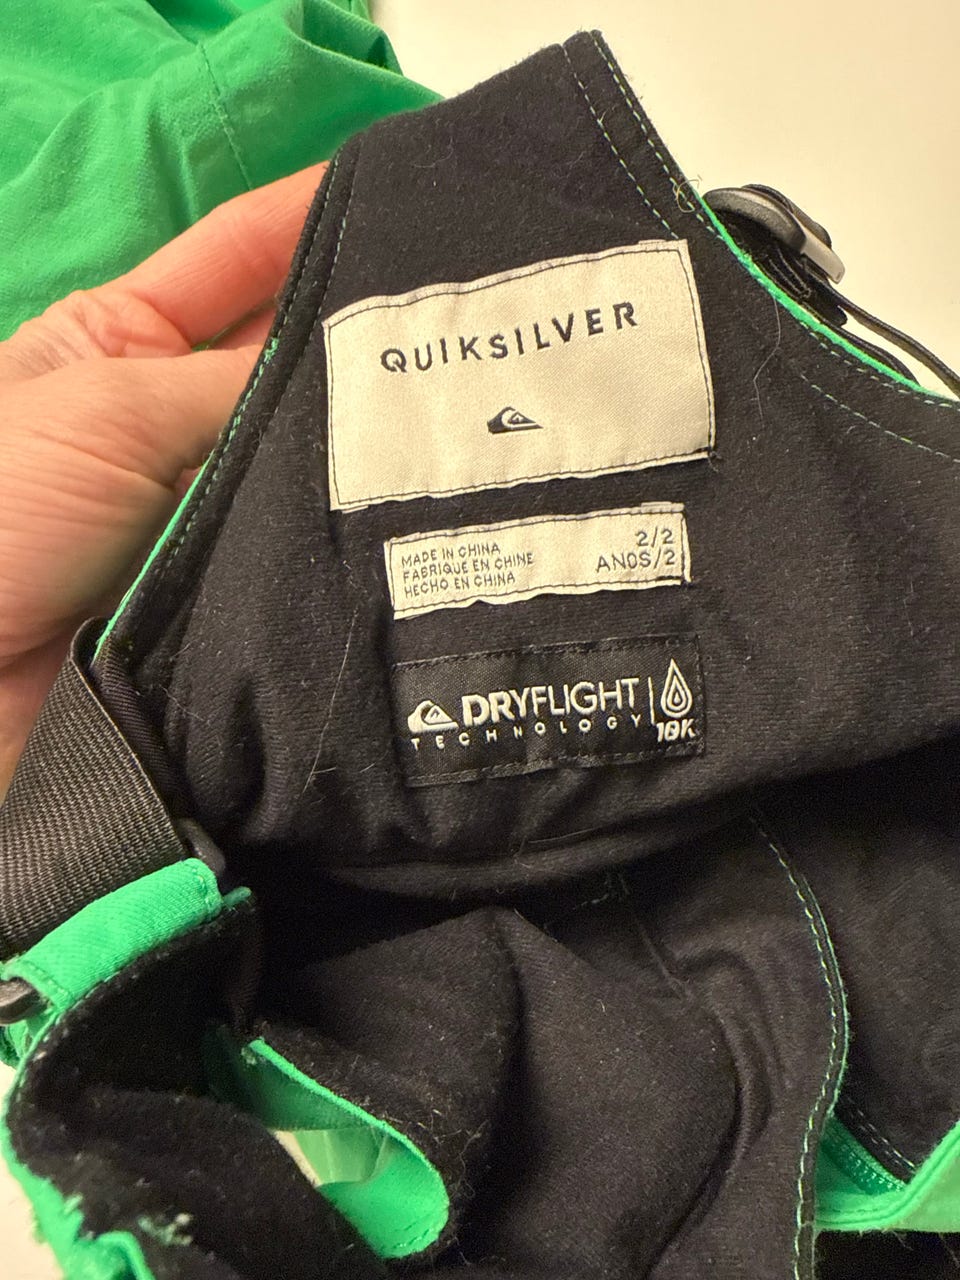 QUIKSILVER
MADE IN CHINA
FABRIQUE EN CHINE
HECHO EN CHINA
2/2
ANOS/2
DRYFLIGHT
TECHNOLOGY
10K